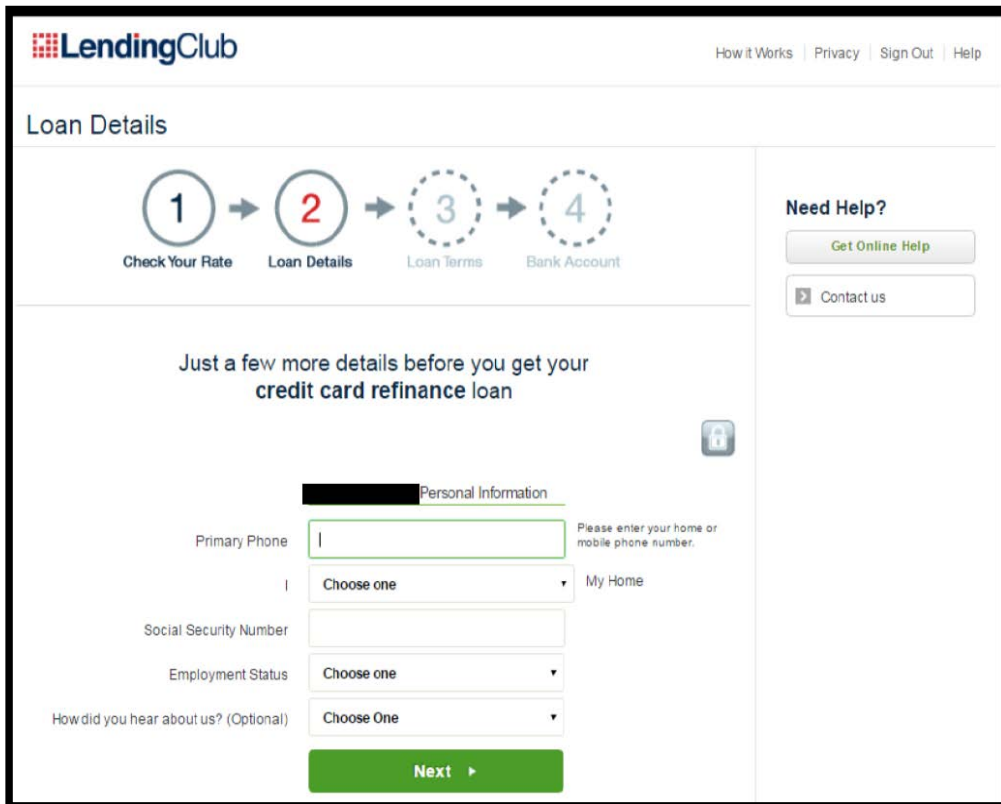 LendingClub
How it Works | Privacy | Sign Out | Help
Loan Details
1 2 3 4
Check Your Rate Loan Details Loan Terms Bank Account
Need Help?
Get Online Help
Contact us
Just a few more details before you get your
credit card refinance loan
Personal Information
Primary Phone
Please enter your home or
mobile phone number.
I Choose one My Home
Social Security Number
Employment Status Choose one
How did you hear about us? (Optional) Choose One
Next